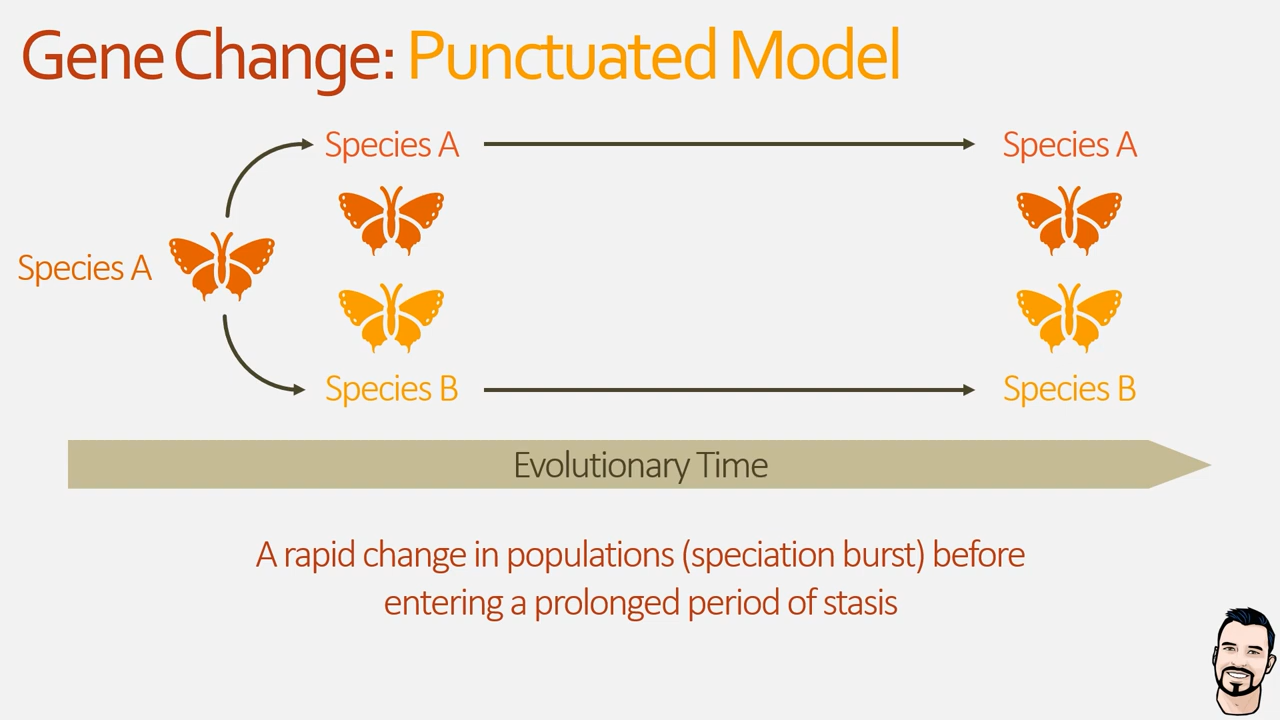 Gene Change: Punctuated Model
Species A
Species A
Species A
Species B
Species B
Evolutionary Time
A rapid change in populations (speciation burst) before
entering a prolonged period of stasis